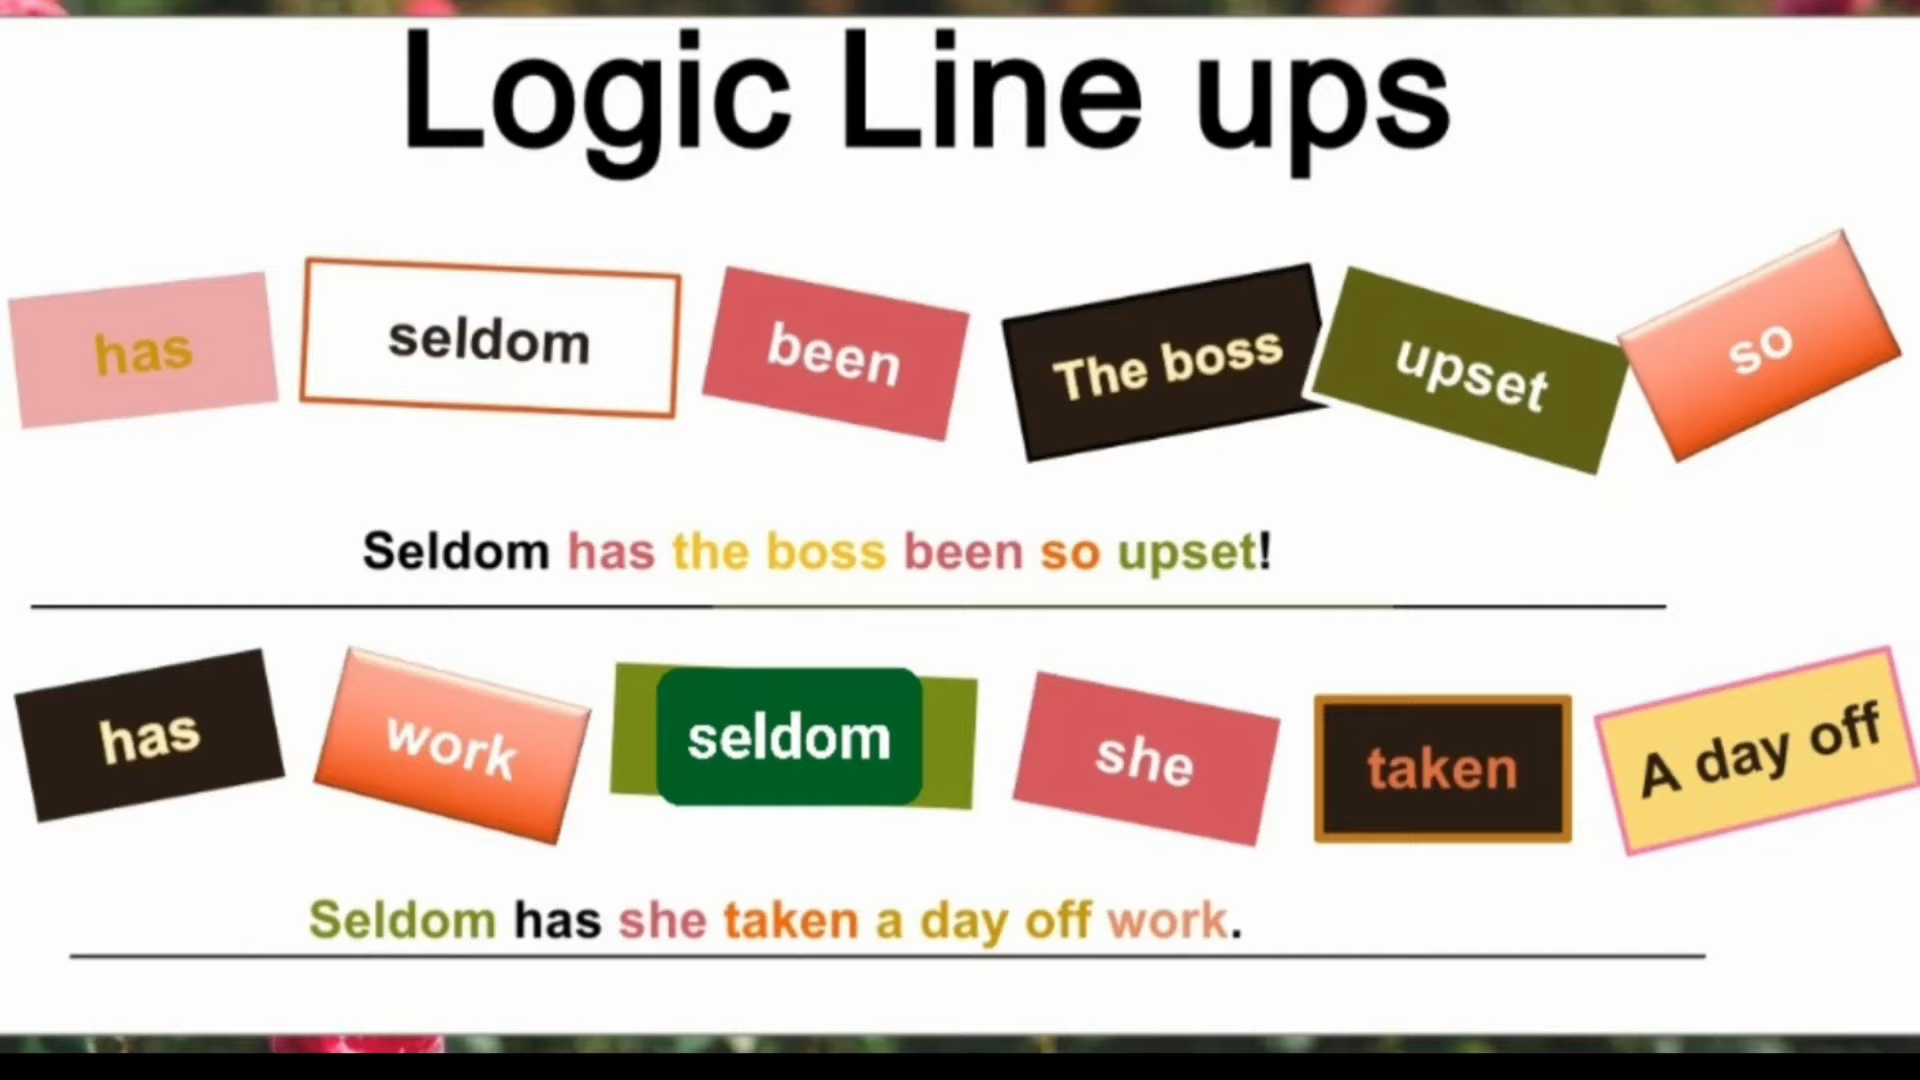 Logic Line ups
has seldom been The boss upset so
Seldom has the boss been so upset!
has work seldom she taken A day off
Seldom has she taken a day off work.